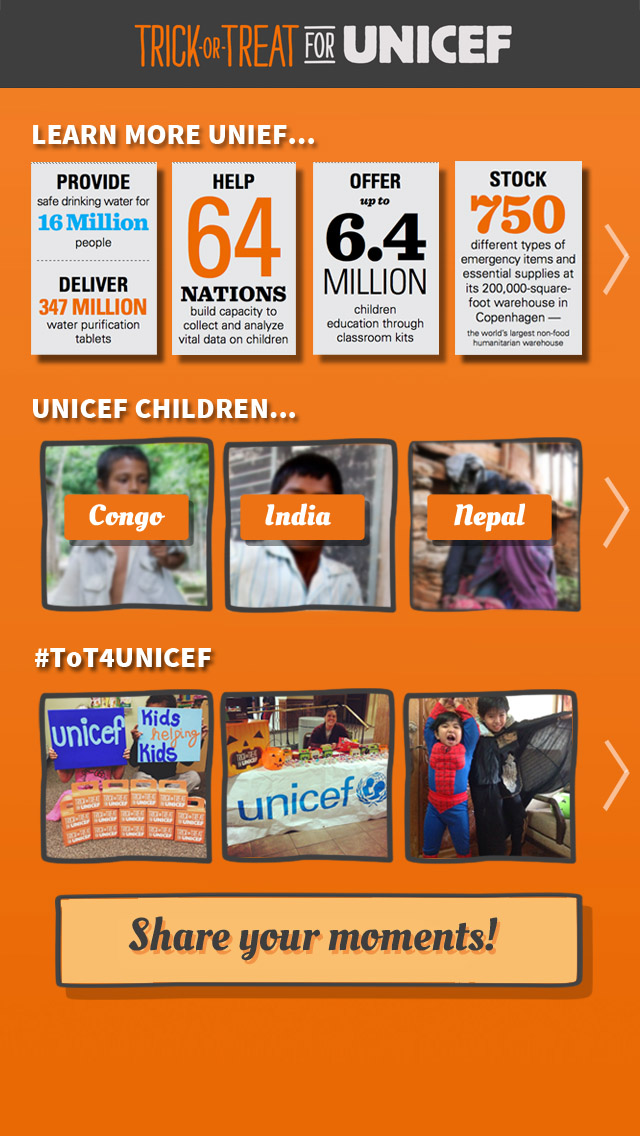 TRICK-OR-TREAT FOR UNICEF
LEARN MORE UNIEF...
PROVIDE
safe drinking water for
16 Million
people
DELIVER
347 MILLION
water purification
tablets
HELP
64
NATIONS
build capacity to
collect and analyze
vital data on children
OFFER
up to
6.4
MILLION
children
education through
classroom kits
STOCK
750
different types of
emergency items and
essential supplies at
its 200,000-square-
foot warehouse in
Copenhagen —
the world's largest non-food
humanitarian warehouse
UNICEF CHILDREN...
Congo
India
Nepal
#ToT4UNICEF
unicef
Kids
helping
Kids
unicef
Share your moments!